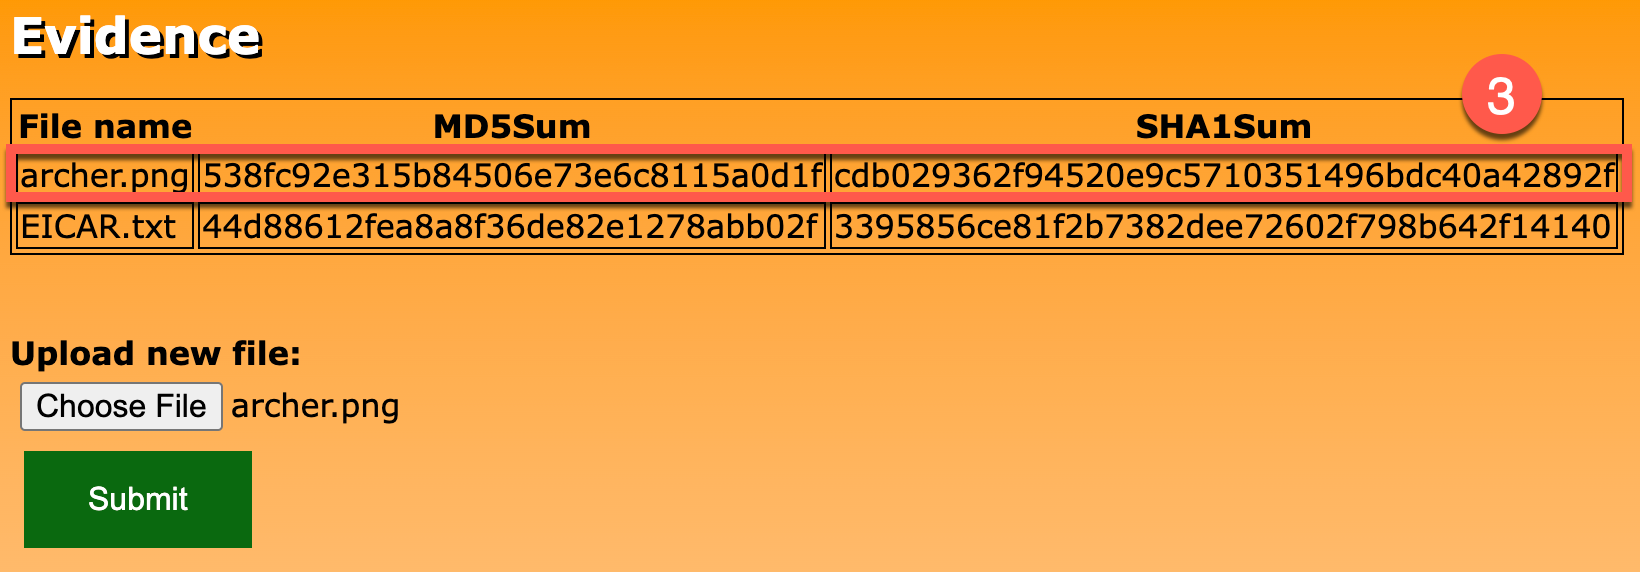 Evidence
3
File name MD5Sum SHA1Sum
archer.png 538fc92e315b84506e73e6c8115a0d1f cdb029362f94520e9c5710351496bdc40a42892f
EICAR.txt 44d88612fea8a8f36de82e1278abb02f 3395856ce81f2b7382dee72602f798b642f14140
Upload new file:
Choose File archer.png
Submit